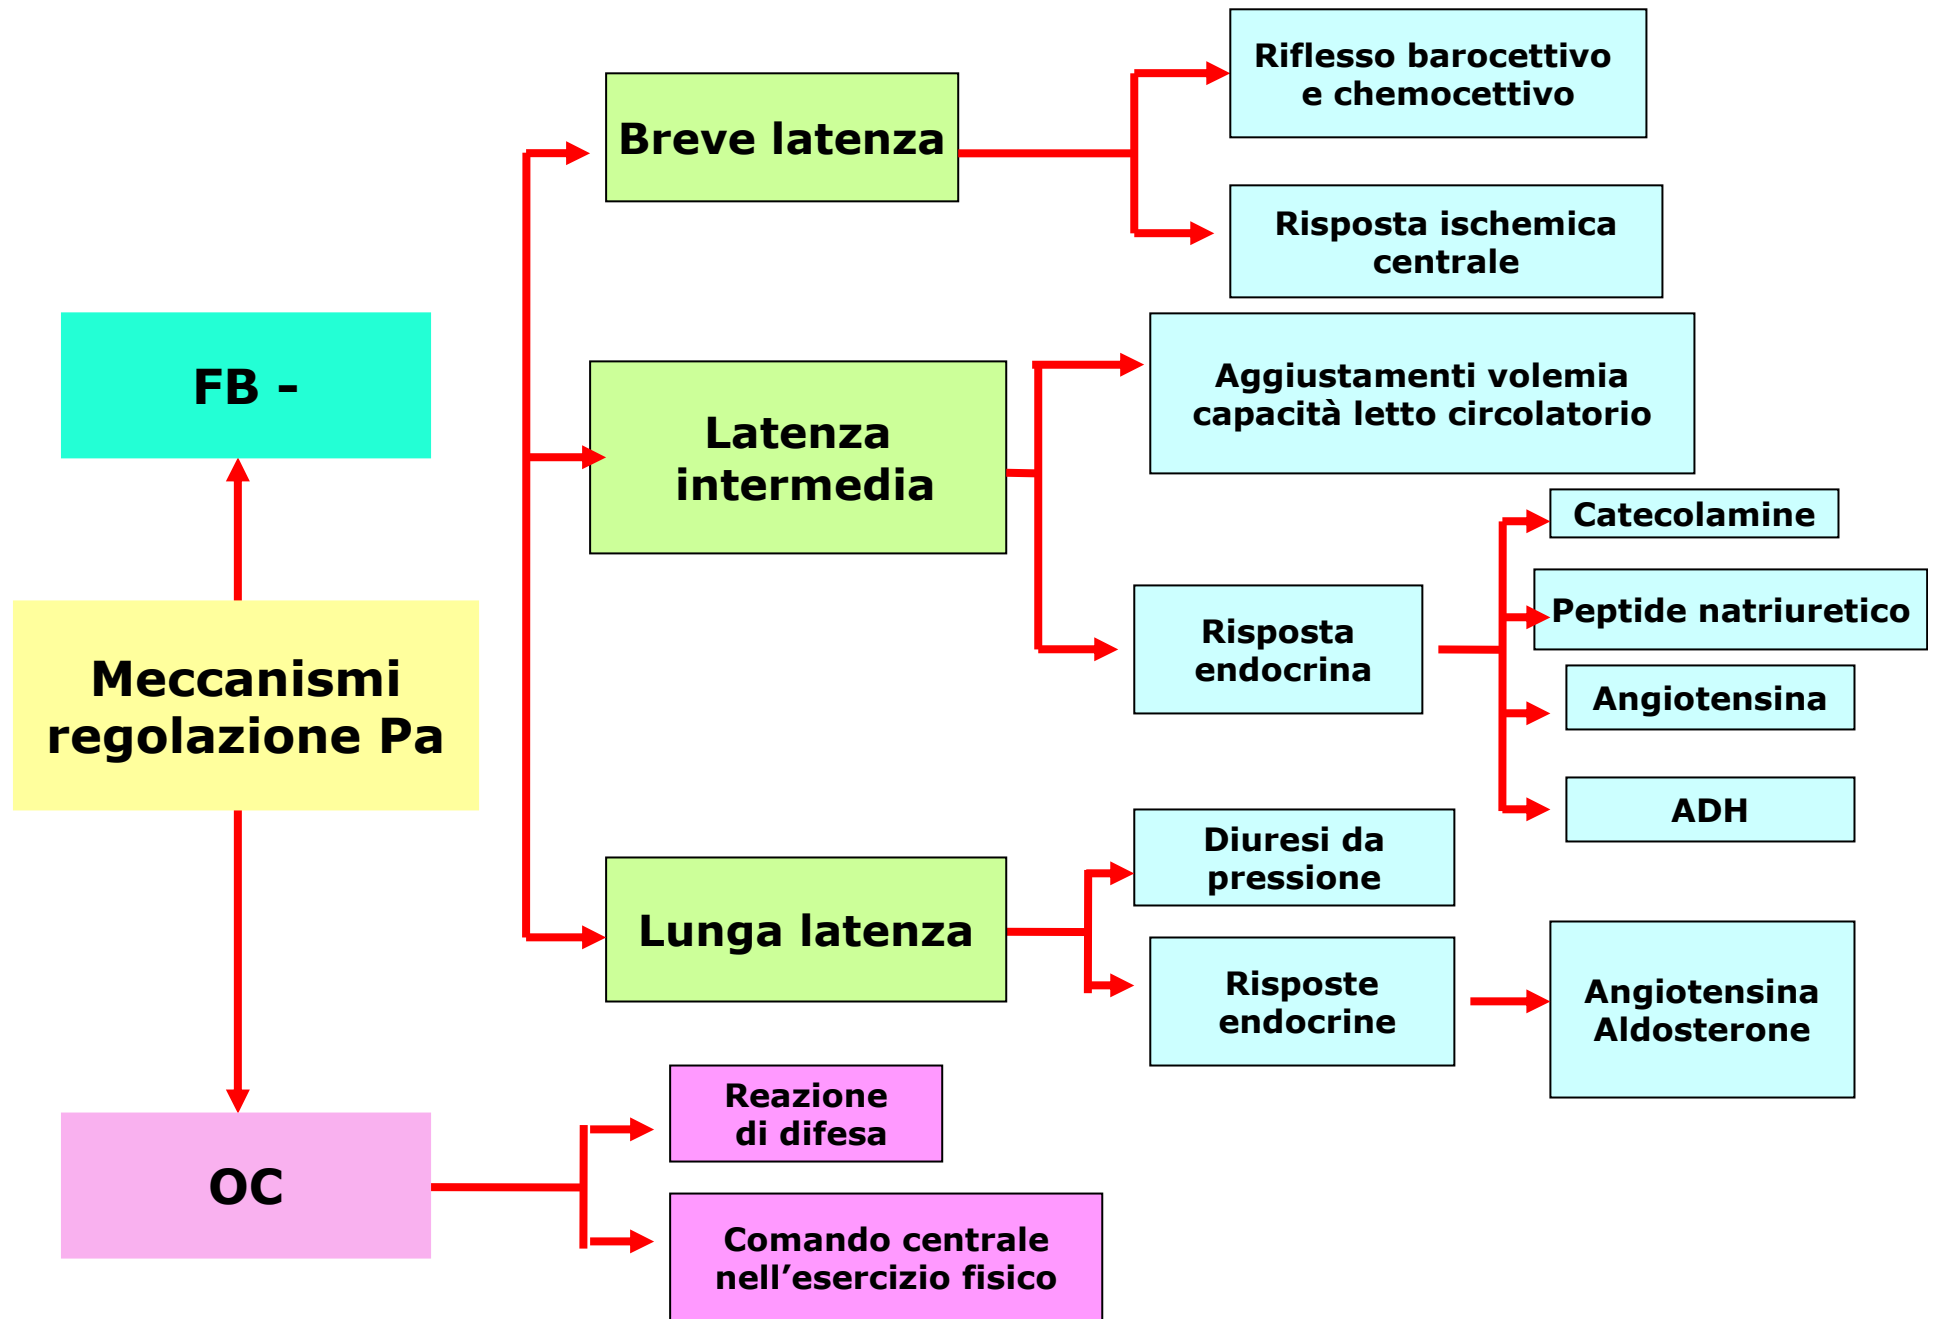 Riflesso barocettivo
e chemocettivo
Breve latenza
Risposta ischemica
centrale
FB -
Aggiustamenti volemia
capacità letto circolatorio
Latenza
intermedia
Catecolamine
Peptide natriuretico
Risposta
endocrina
Angiotensina
Meccanismi
regolazione Pa
ADH
Diuresi da
pressione
Lunga latenza
Risposte
endocrine
Angiotensina
Aldosterone
Reazione
di difesa
OC
Comando centrale
nell’esercizio fisico